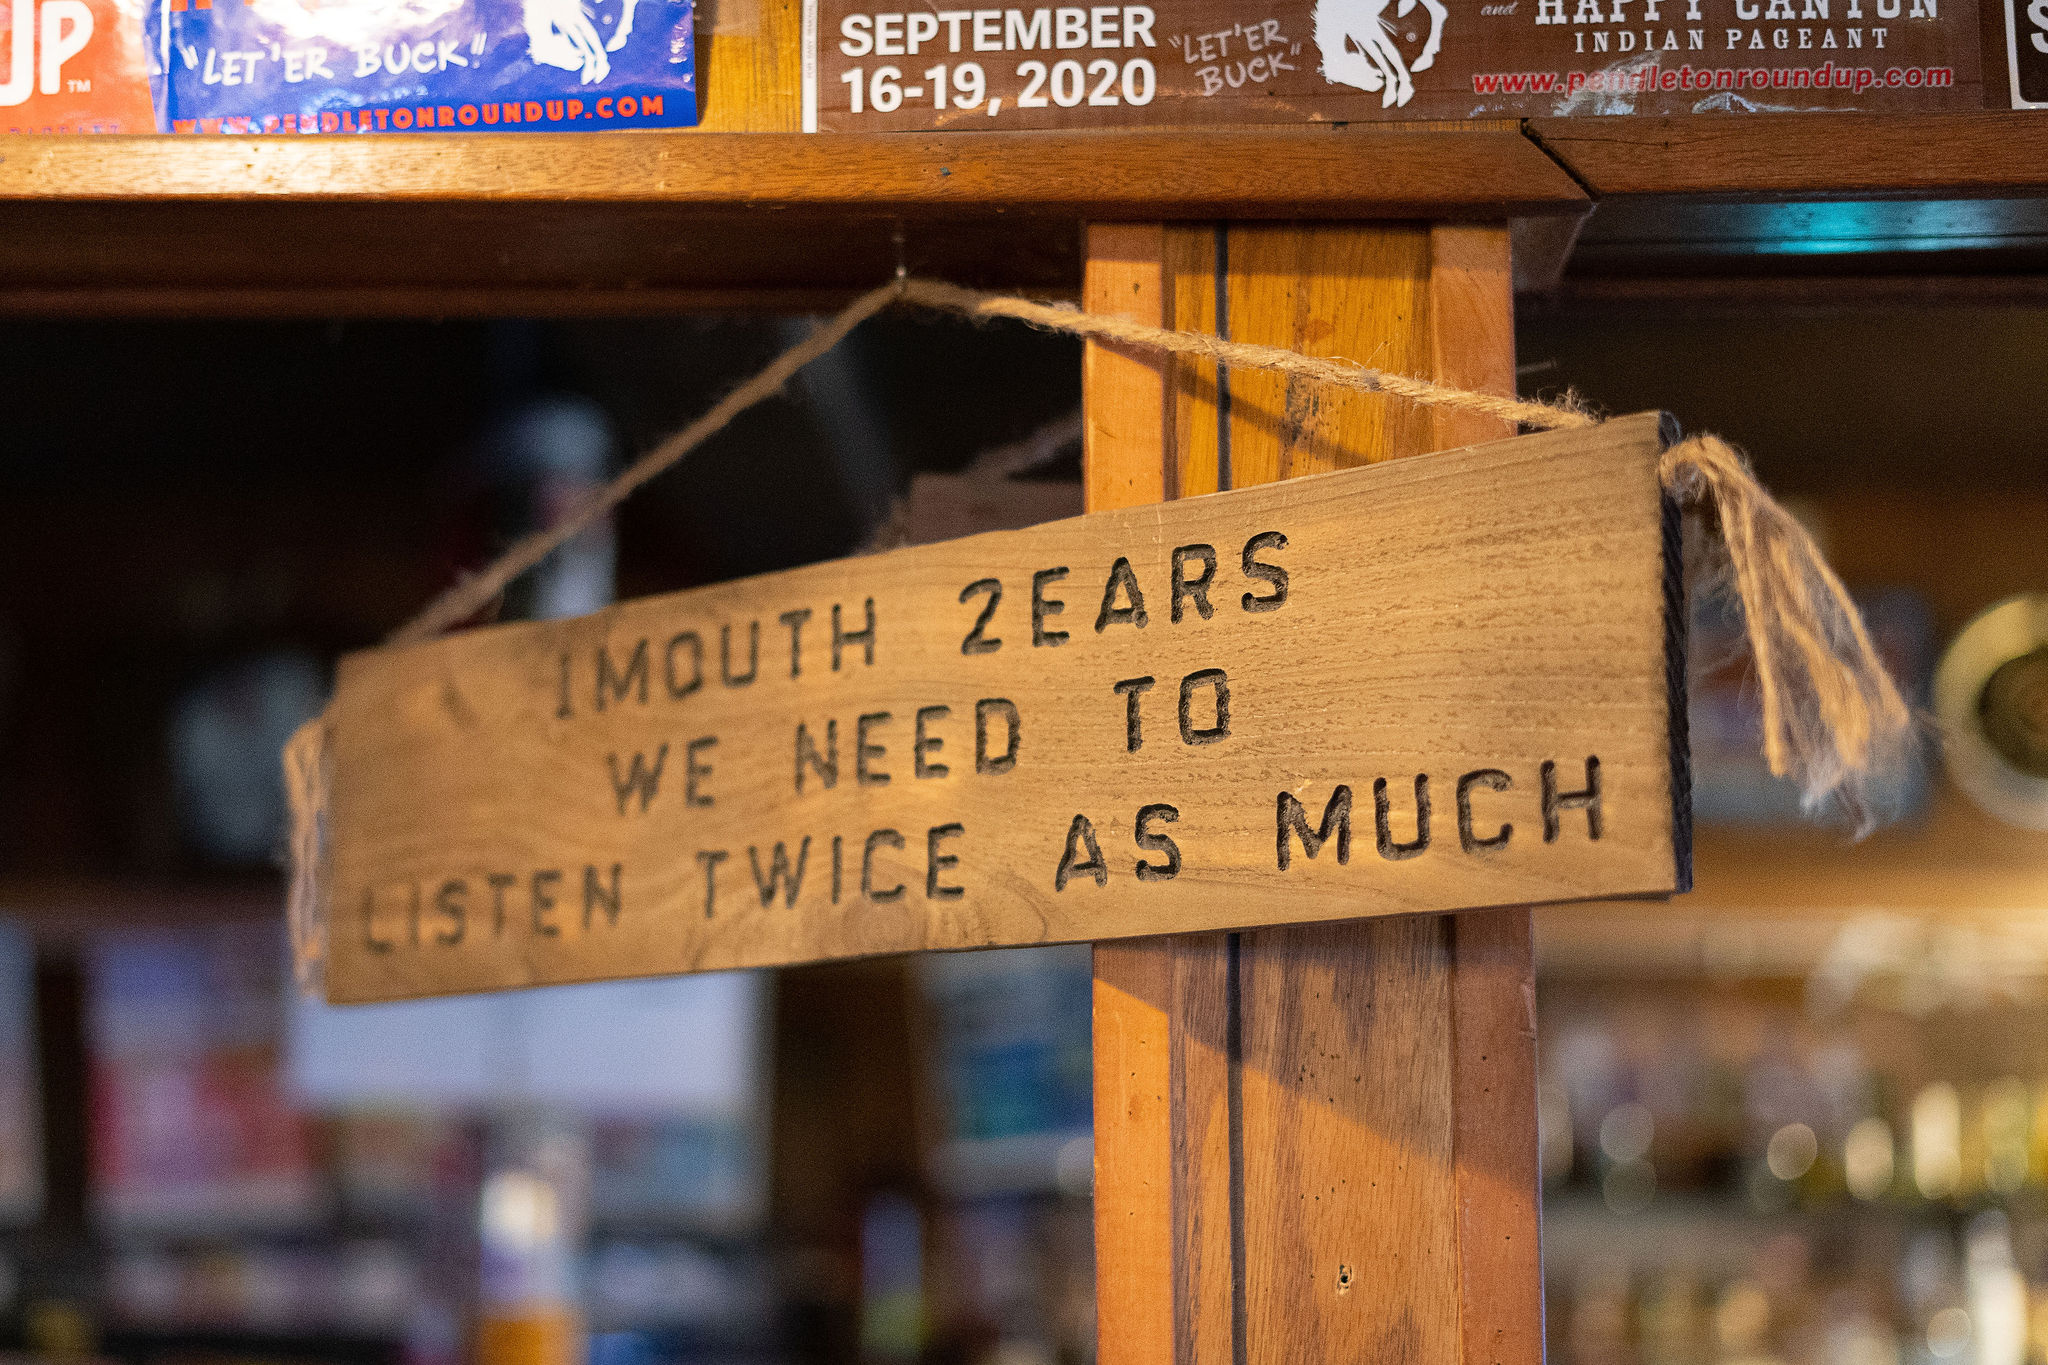 UP™
"LET'ER BUCK"
WWW.PENDLETONROUNDUP.COM
SEPTEMBER
16-19, 2020
"LET'ER
BUCK"
and HAPPY CANYON
INDIAN PAGEANT
www.pendletonroundup.com
1MOUTH 2EARS
WE NEED TO
LISTEN TWICE AS MUCH